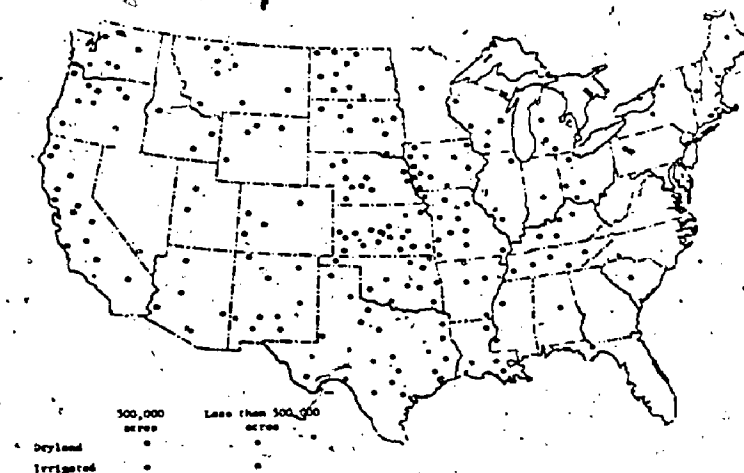 500,000 Less than 500,000
acres acres
Dryland
Irrigated